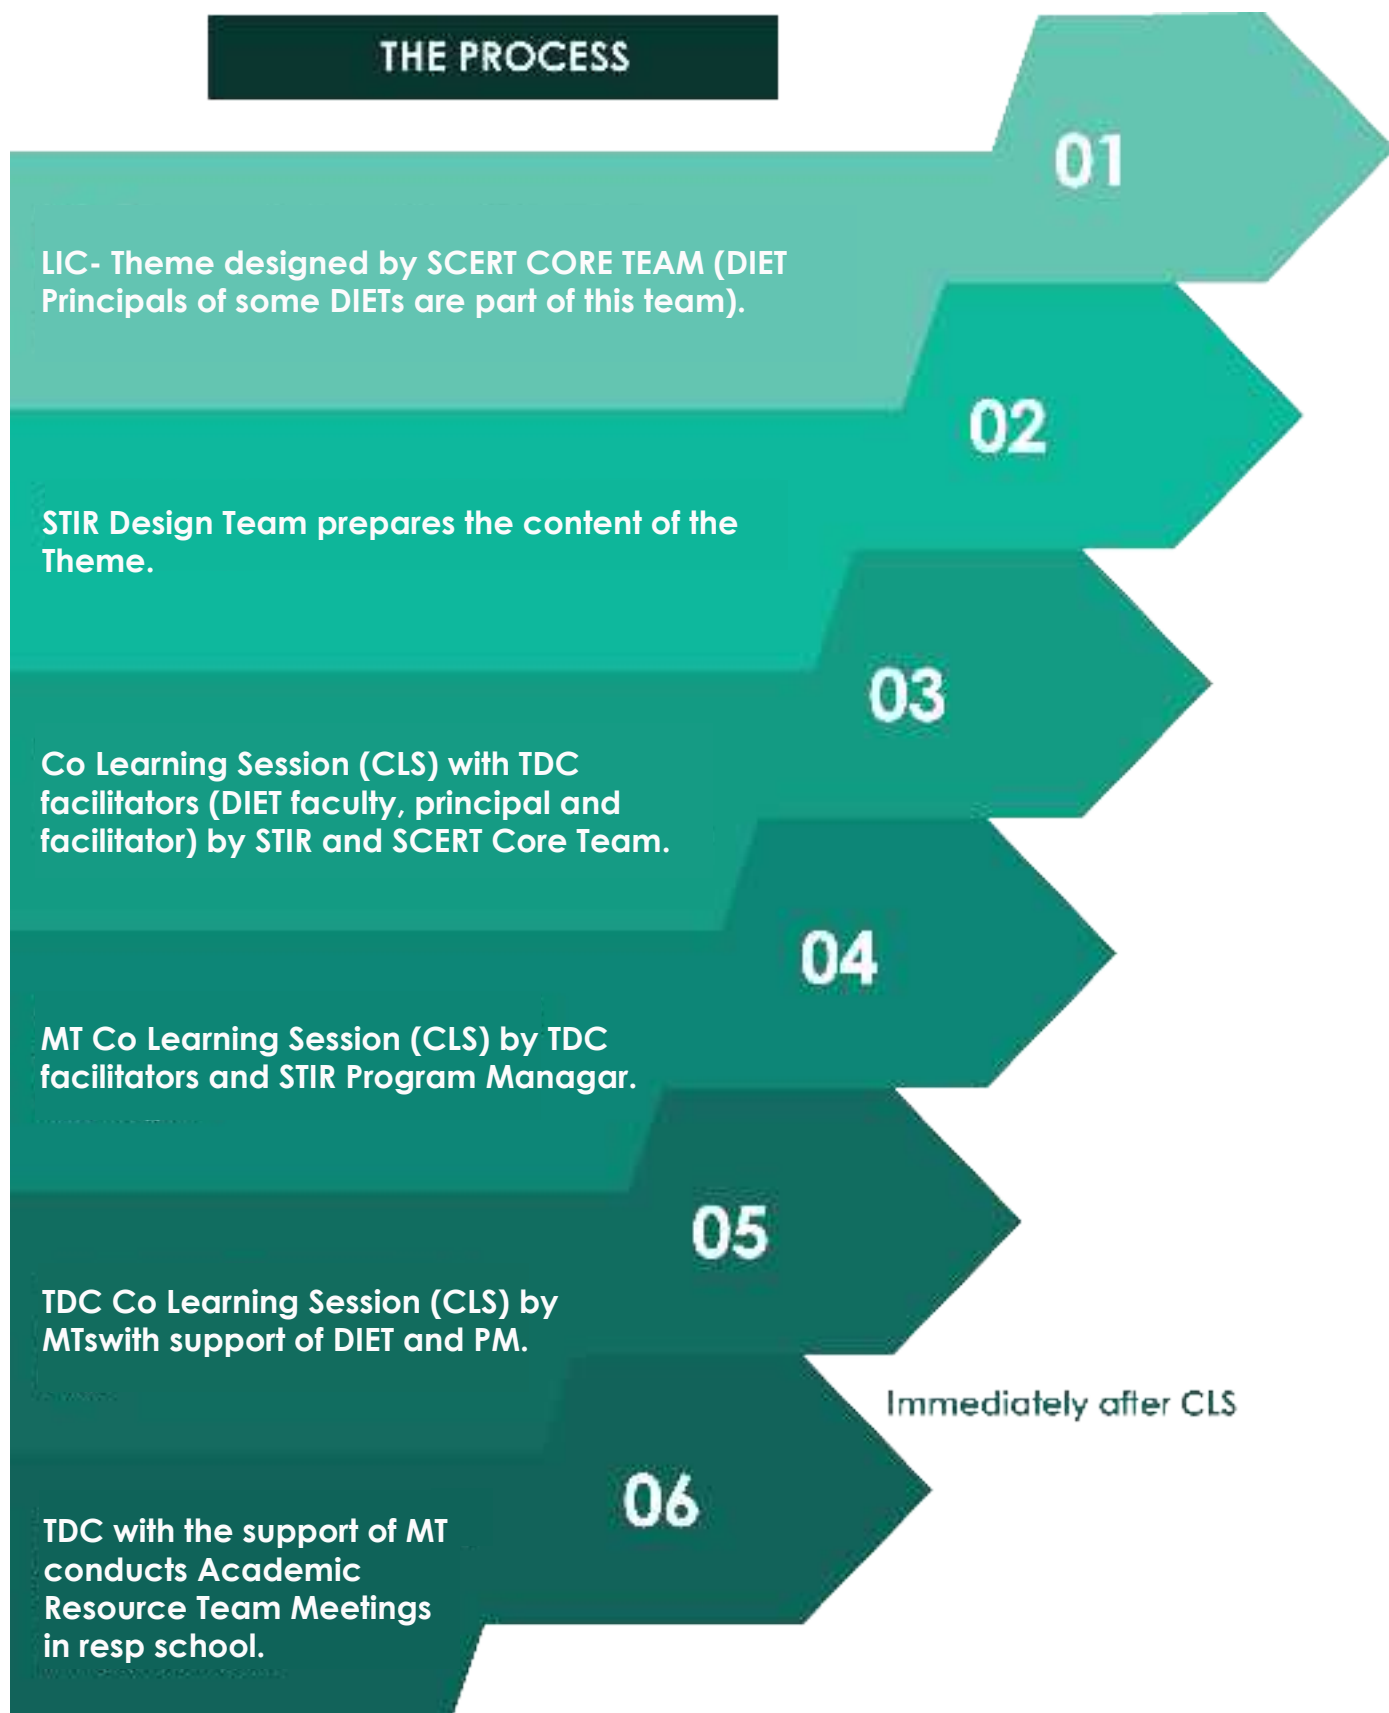 THE PROCESS
01
LIC- Theme designed by SCERT CORE TEAM (DIET
Principals of some DIETs are part of this team).
02
STIR Design Team prepares the content of the
Theme.
03
Co Learning Session (CLS) with TDC
facilitators (DIET faculty, principal and
facilitator) by STIR and SCERT Core Team.
04
MT Co Learning Session (CLS) by TDC
facilitators and STIR Program Managar.
05
TDC Co Learning Session (CLS) by
MTswith support of DIET and PM.
Immediately after CLS
06
TDC with the support of MT
conducts Academic
Resource Team Meetings
in resp school.